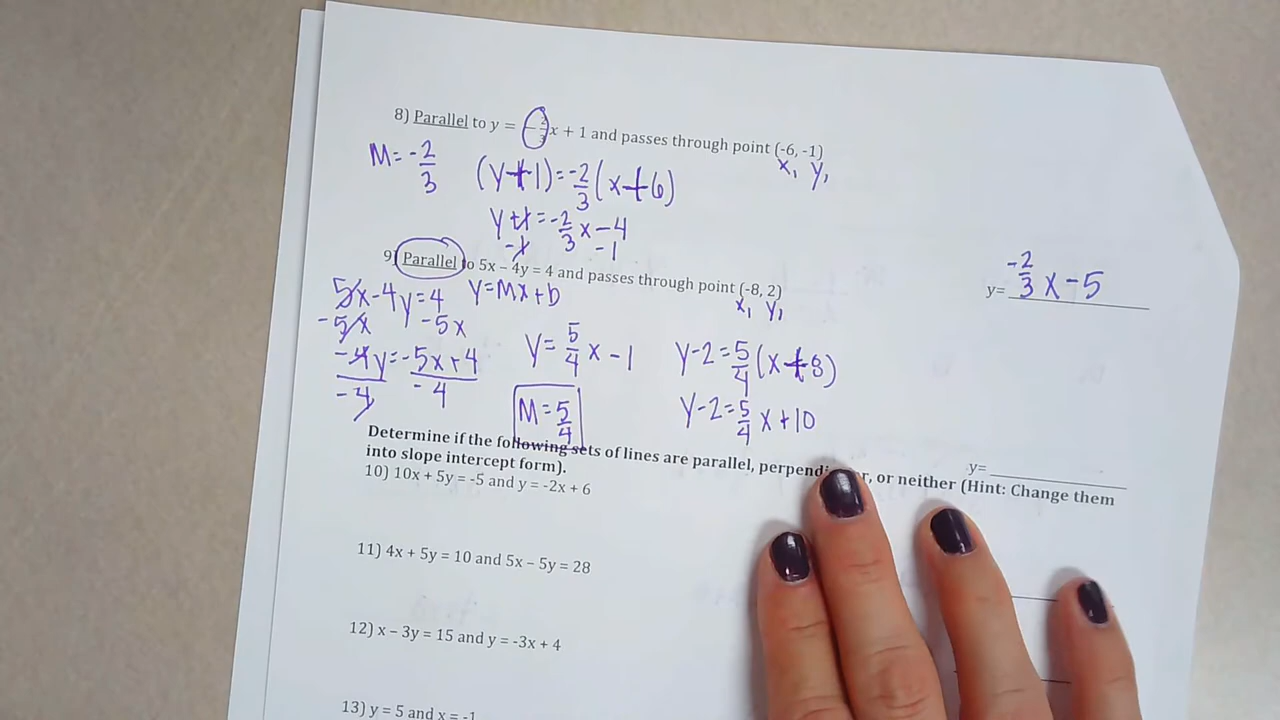 8) Parallel to y = -2/3 x + 1 and passes through point (-6, -1)
x₁ y₁
M = -2/3
(y+1) = -2/3 (x+6)
y+1 = -2/3 x - 4
-1 -1
9) Parallel to 5x – 4y = 4 and passes through point (-8, 2)
x₁ y₁
y= -2/3 x - 5
5x-4y=4 y=mx+b
-5x -5x
-4y = -5x+4
-4 -4
y = 5/4 x - 1
M = 5/4
y-2 = 5/4 (x+8)
y-2 = 5/4 x + 10
y=
Determine if the following sets of lines are parallel, or neither (Hint: Change them
into slope intercept form).
10) 10x + 5y = -5 and y = -2x + 6
11) 4x + 5y = 10 and 5x – 5y = 28
12) x – 3y = 15 and y = -3x + 4
13) y = 5 and x = -1